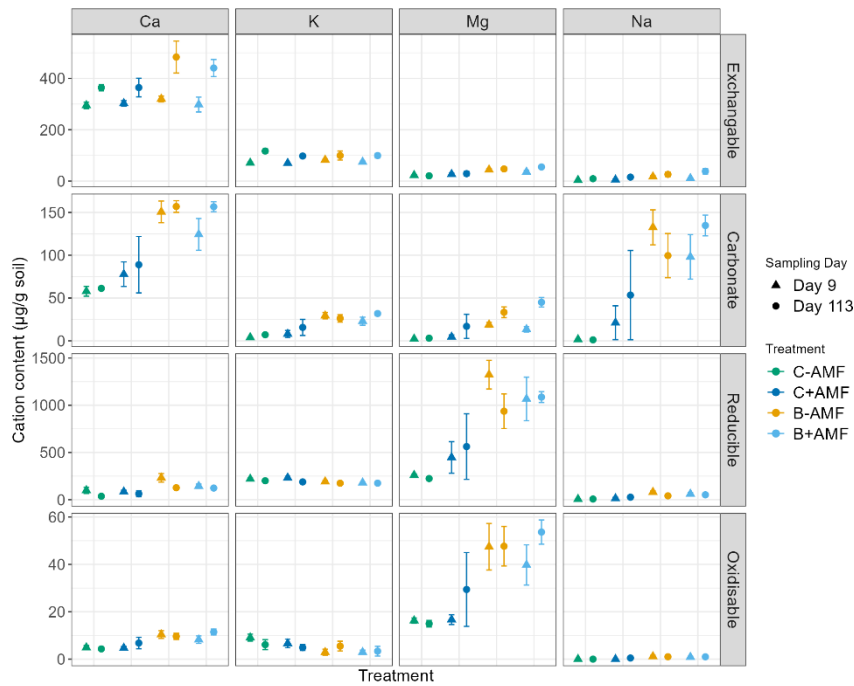 Ca K Mg Na
Cation content (µg/g soil)
400
200
0
Exchangable
150
100
50
0
Carbonate
1500
1000
500
0
Reducible
60
40
20
0
Oxidisable
Treatment
Sampling Day
Day 9
Day 113
Treatment
C-AMF
C+AMF
B-AMF
B+AMF